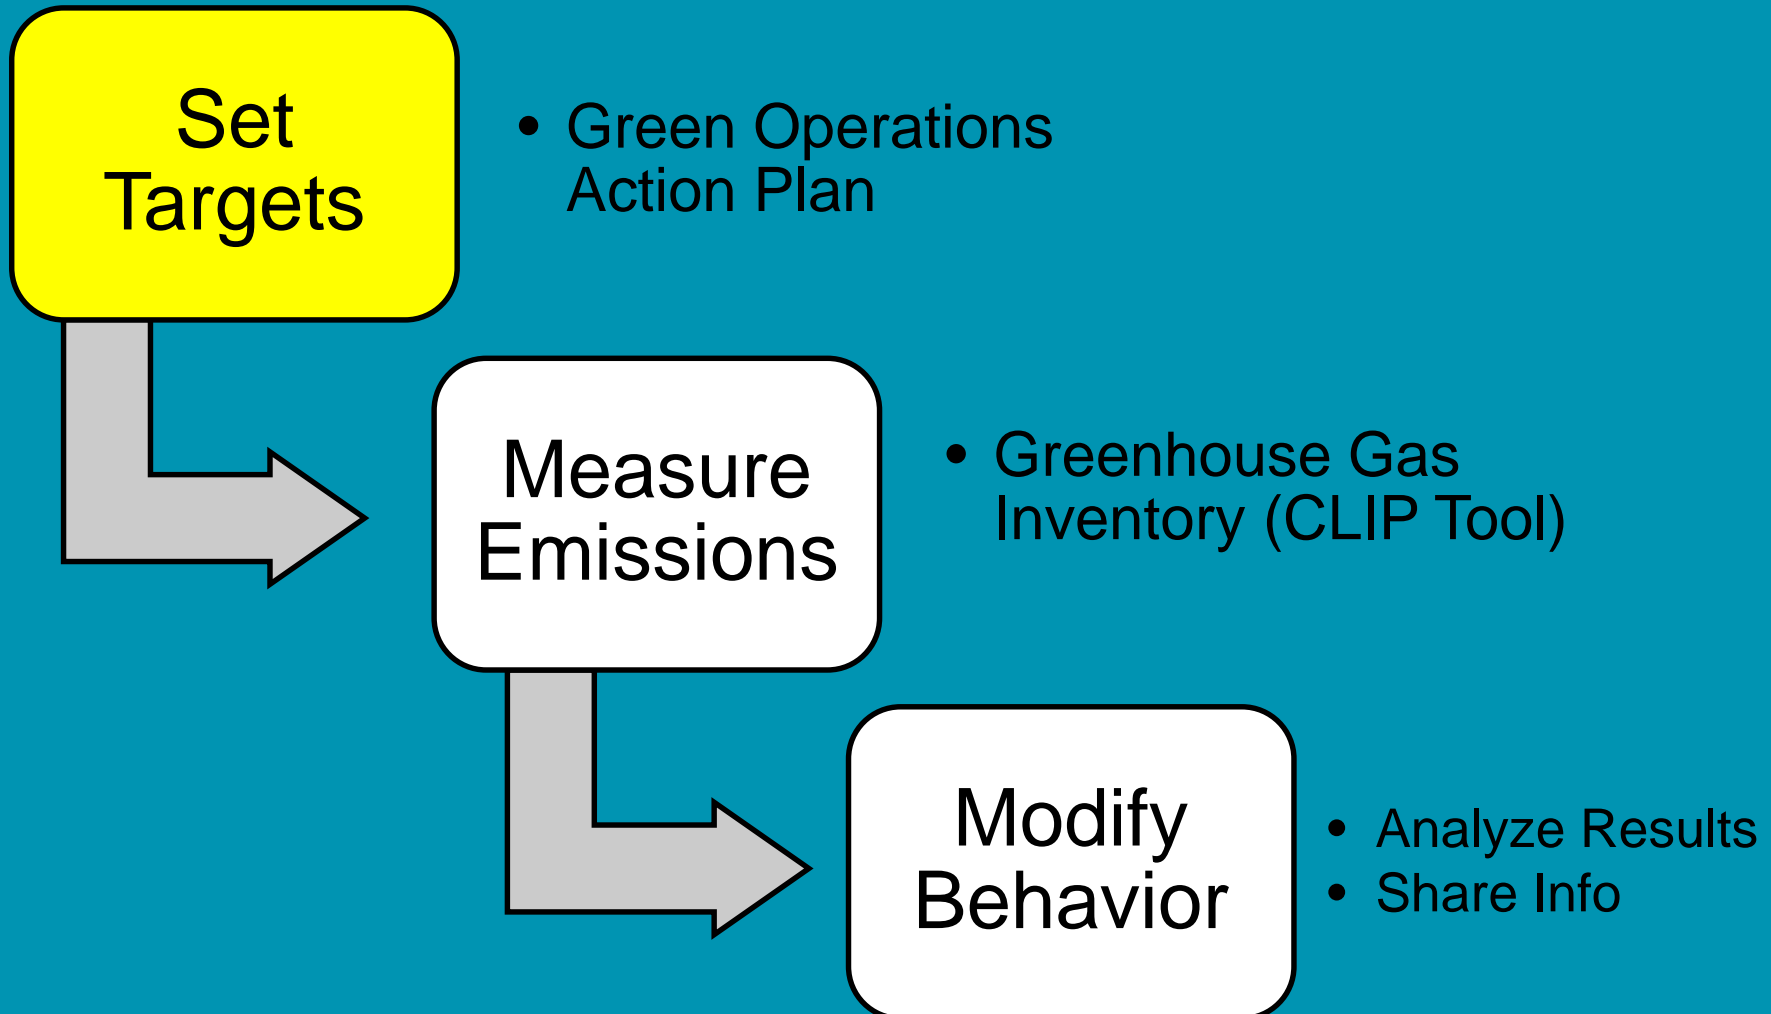 Set
Targets
• Green Operations
Action Plan
Measure
Emissions
• Greenhouse Gas
Inventory (CLIP Tool)
Modify
Behavior
• Analyze Results
• Share Info